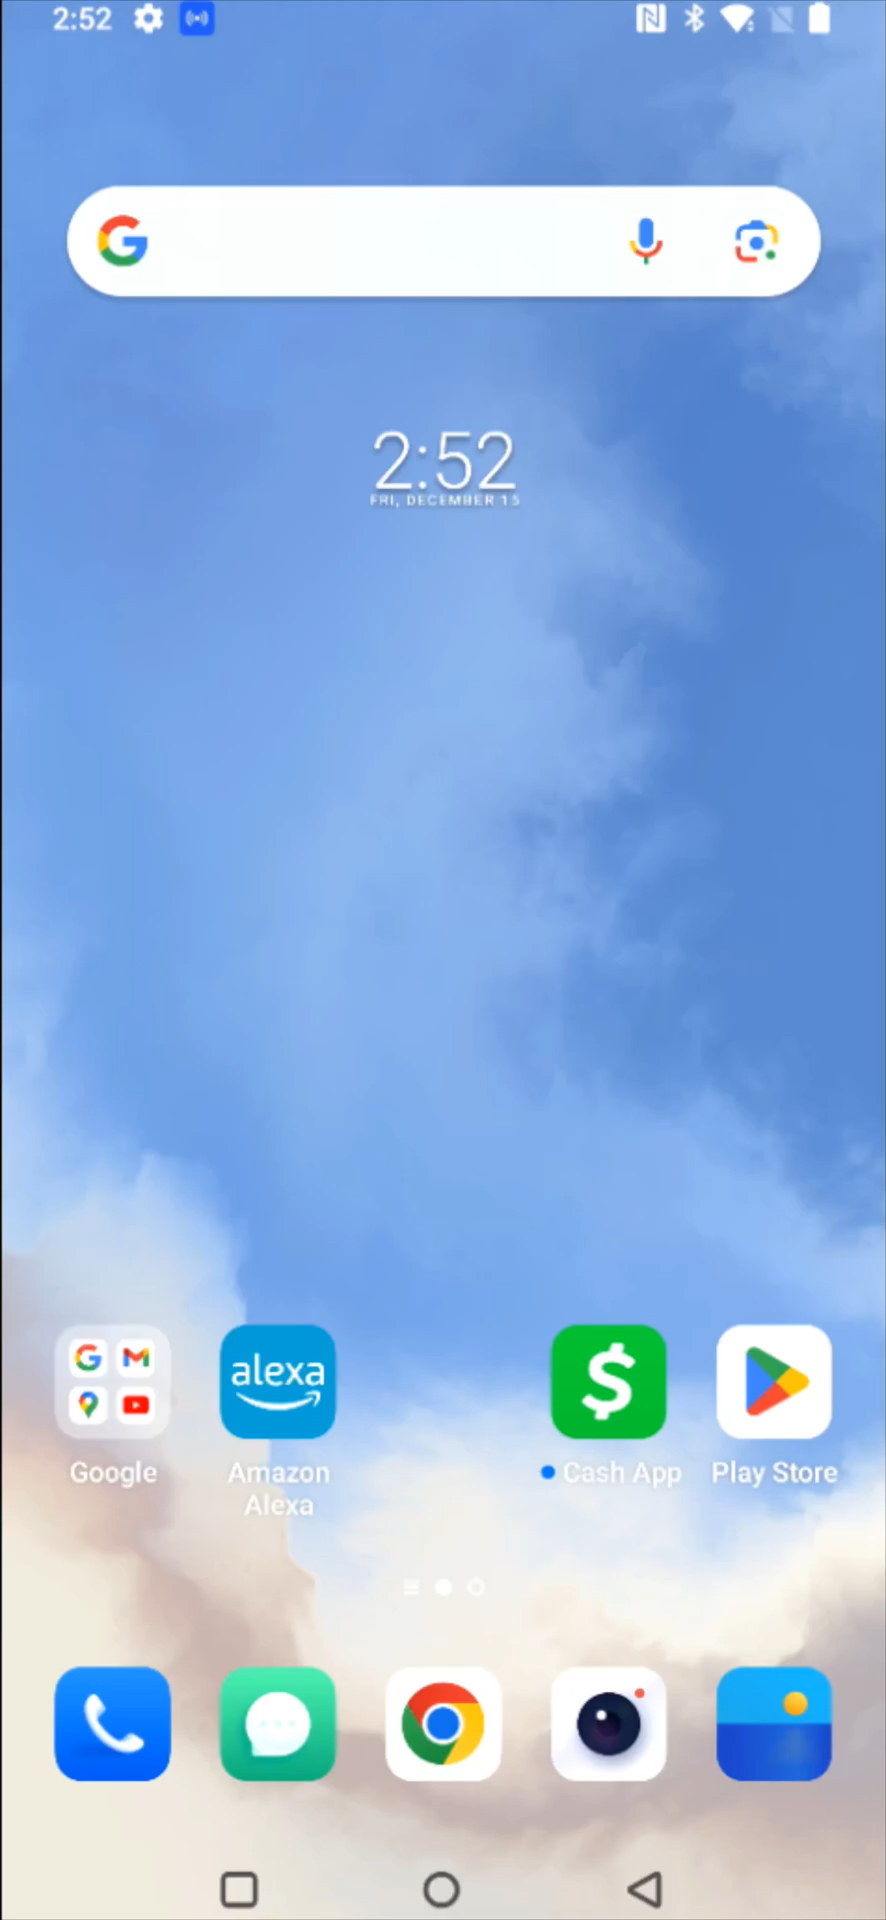 2:52
2:52
FRI, DECEMBER 15
alexa
$
Google
Amazon
Alexa
Cash App
Play Store